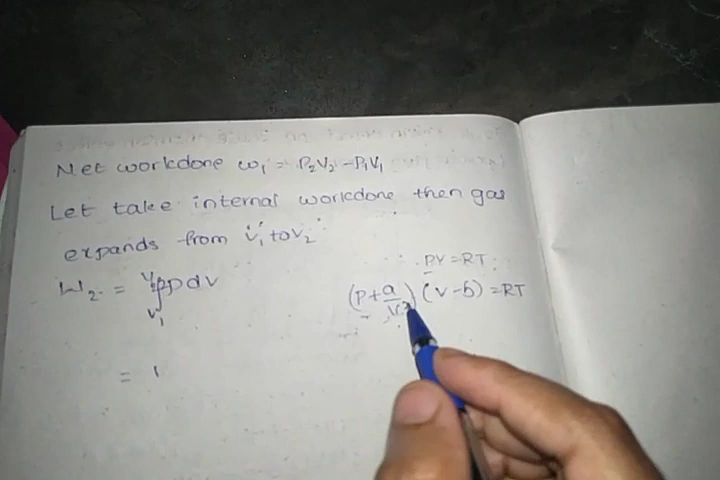 Net workdone w₁ = P₂V₂ - P₁V₁
Let take internal workdone then gas
expands from V₁ to V₂
W₂ = ∫ᵥ₁ⱽ² p dv
PV = RT
(P + a/V²) (V - b) = RT
=